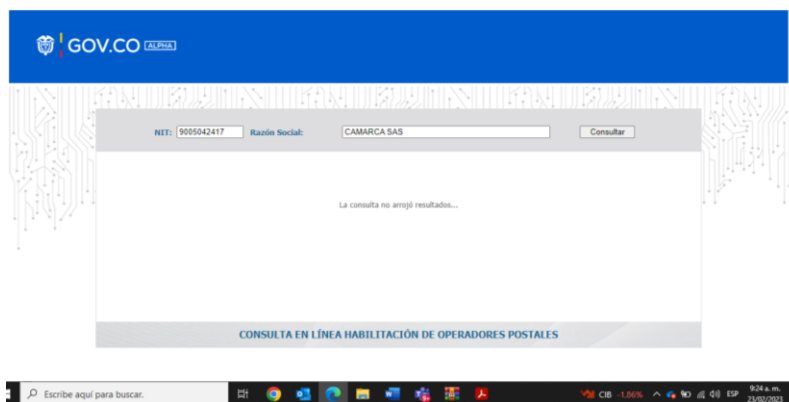 GOV.CO ALPHA
NIT: 9005042417 Razón Social: CAMARCA SAS Consultar
La consulta no arrojó resultados...
CONSULTA EN LÍNEA HABILITACIÓN DE OPERADORES POSTALES
Escribe aquí para buscar. CIB -1.86% ESP 9:24 a. m.
23/02/2023